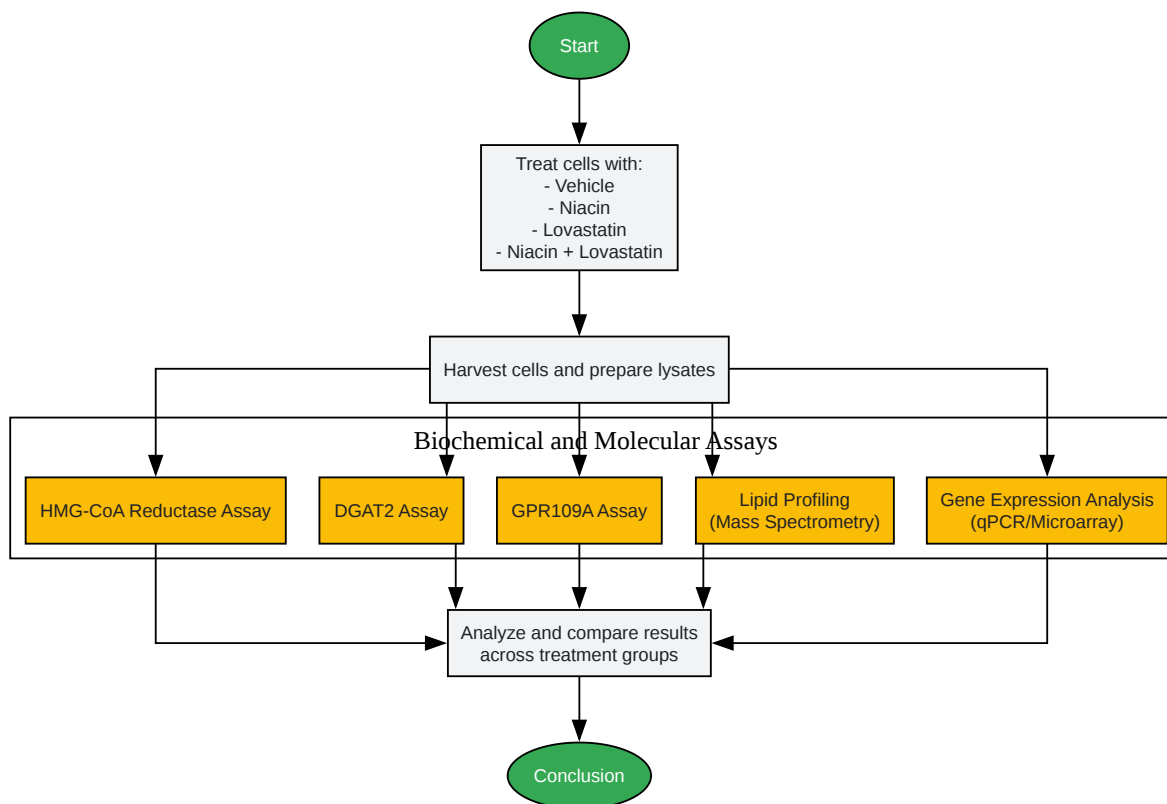 Start
Treat cells with:
- Vehicle
- Niacin
- Lovastatin
- Niacin + Lovastatin
Harvest cells and prepare lysates
Biochemical and Molecular Assays
HMG-CoA Reductase Assay
DGAT2 Assay
GPR109A Assay
Lipid Profiling
(Mass Spectrometry)
Gene Expression Analysis
(qPCR/Microarray)
Analyze and compare results
across treatment groups
Conclusion